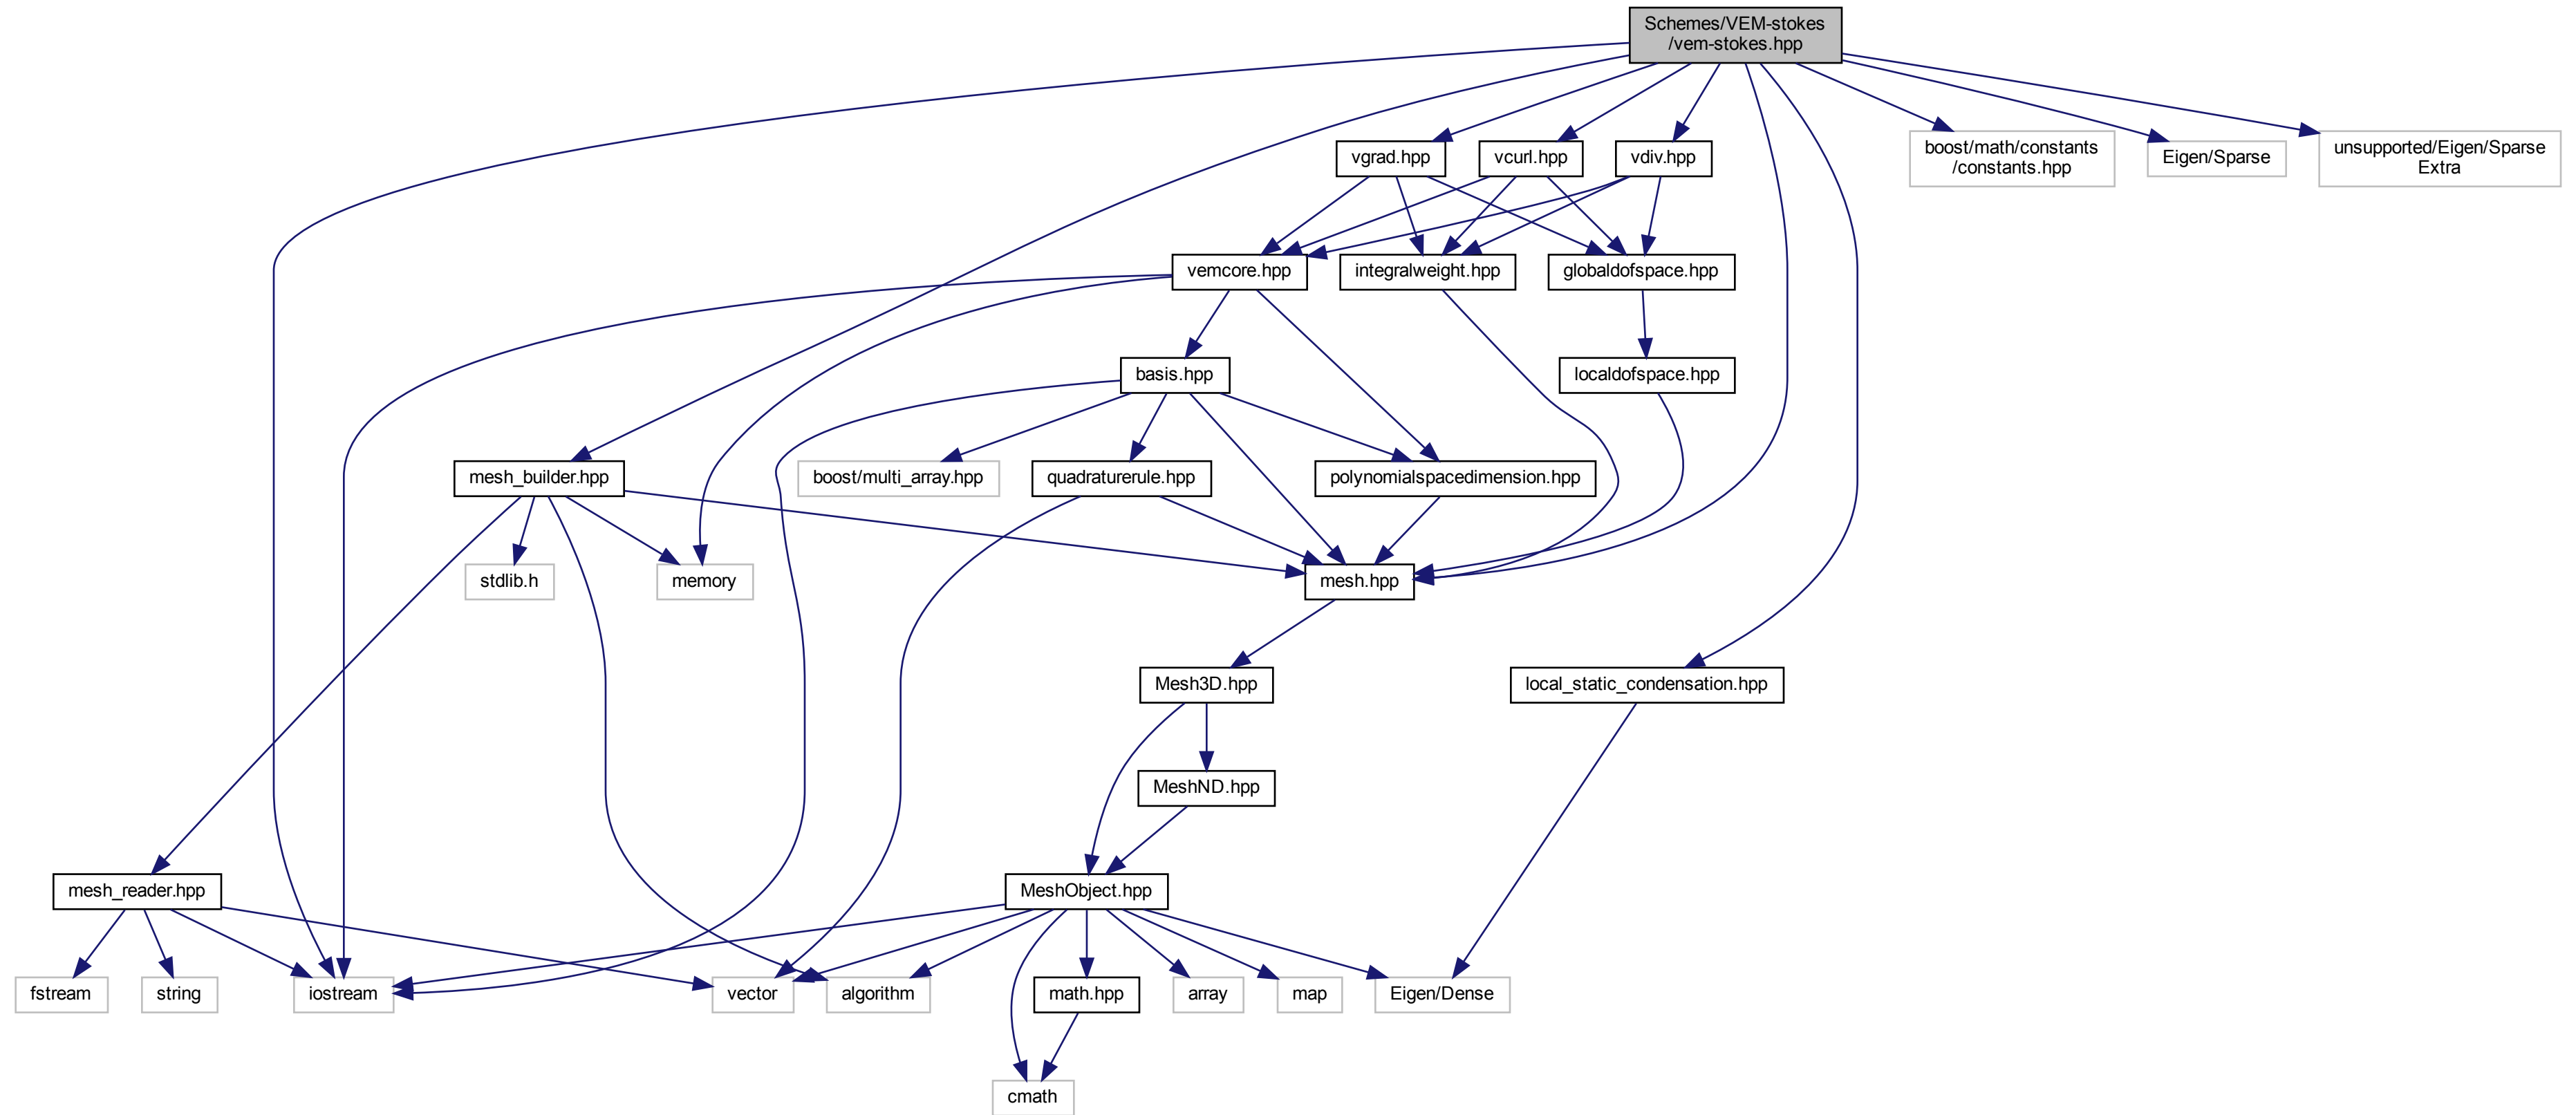 Schemes/VEM-stokes
/vem-stokes.hpp
vgrad.hpp
vcurl.hpp
vdiv.hpp
boost/math/constants
/constants.hpp
Eigen/Sparse
unsupported/Eigen/Sparse
Extra
vemcore.hpp
integralweight.hpp
globaldofspace.hpp
basis.hpp
localdofspace.hpp
mesh_builder.hpp
boost/multi_array.hpp
quadraturerule.hpp
polynomialspacedimension.hpp
stdlib.h
memory
mesh.hpp
Mesh3D.hpp
local_static_condensation.hpp
MeshND.hpp
mesh_reader.hpp
MeshObject.hpp
fstream
string
iostream
vector
algorithm
math.hpp
array
map
Eigen/Dense
cmath